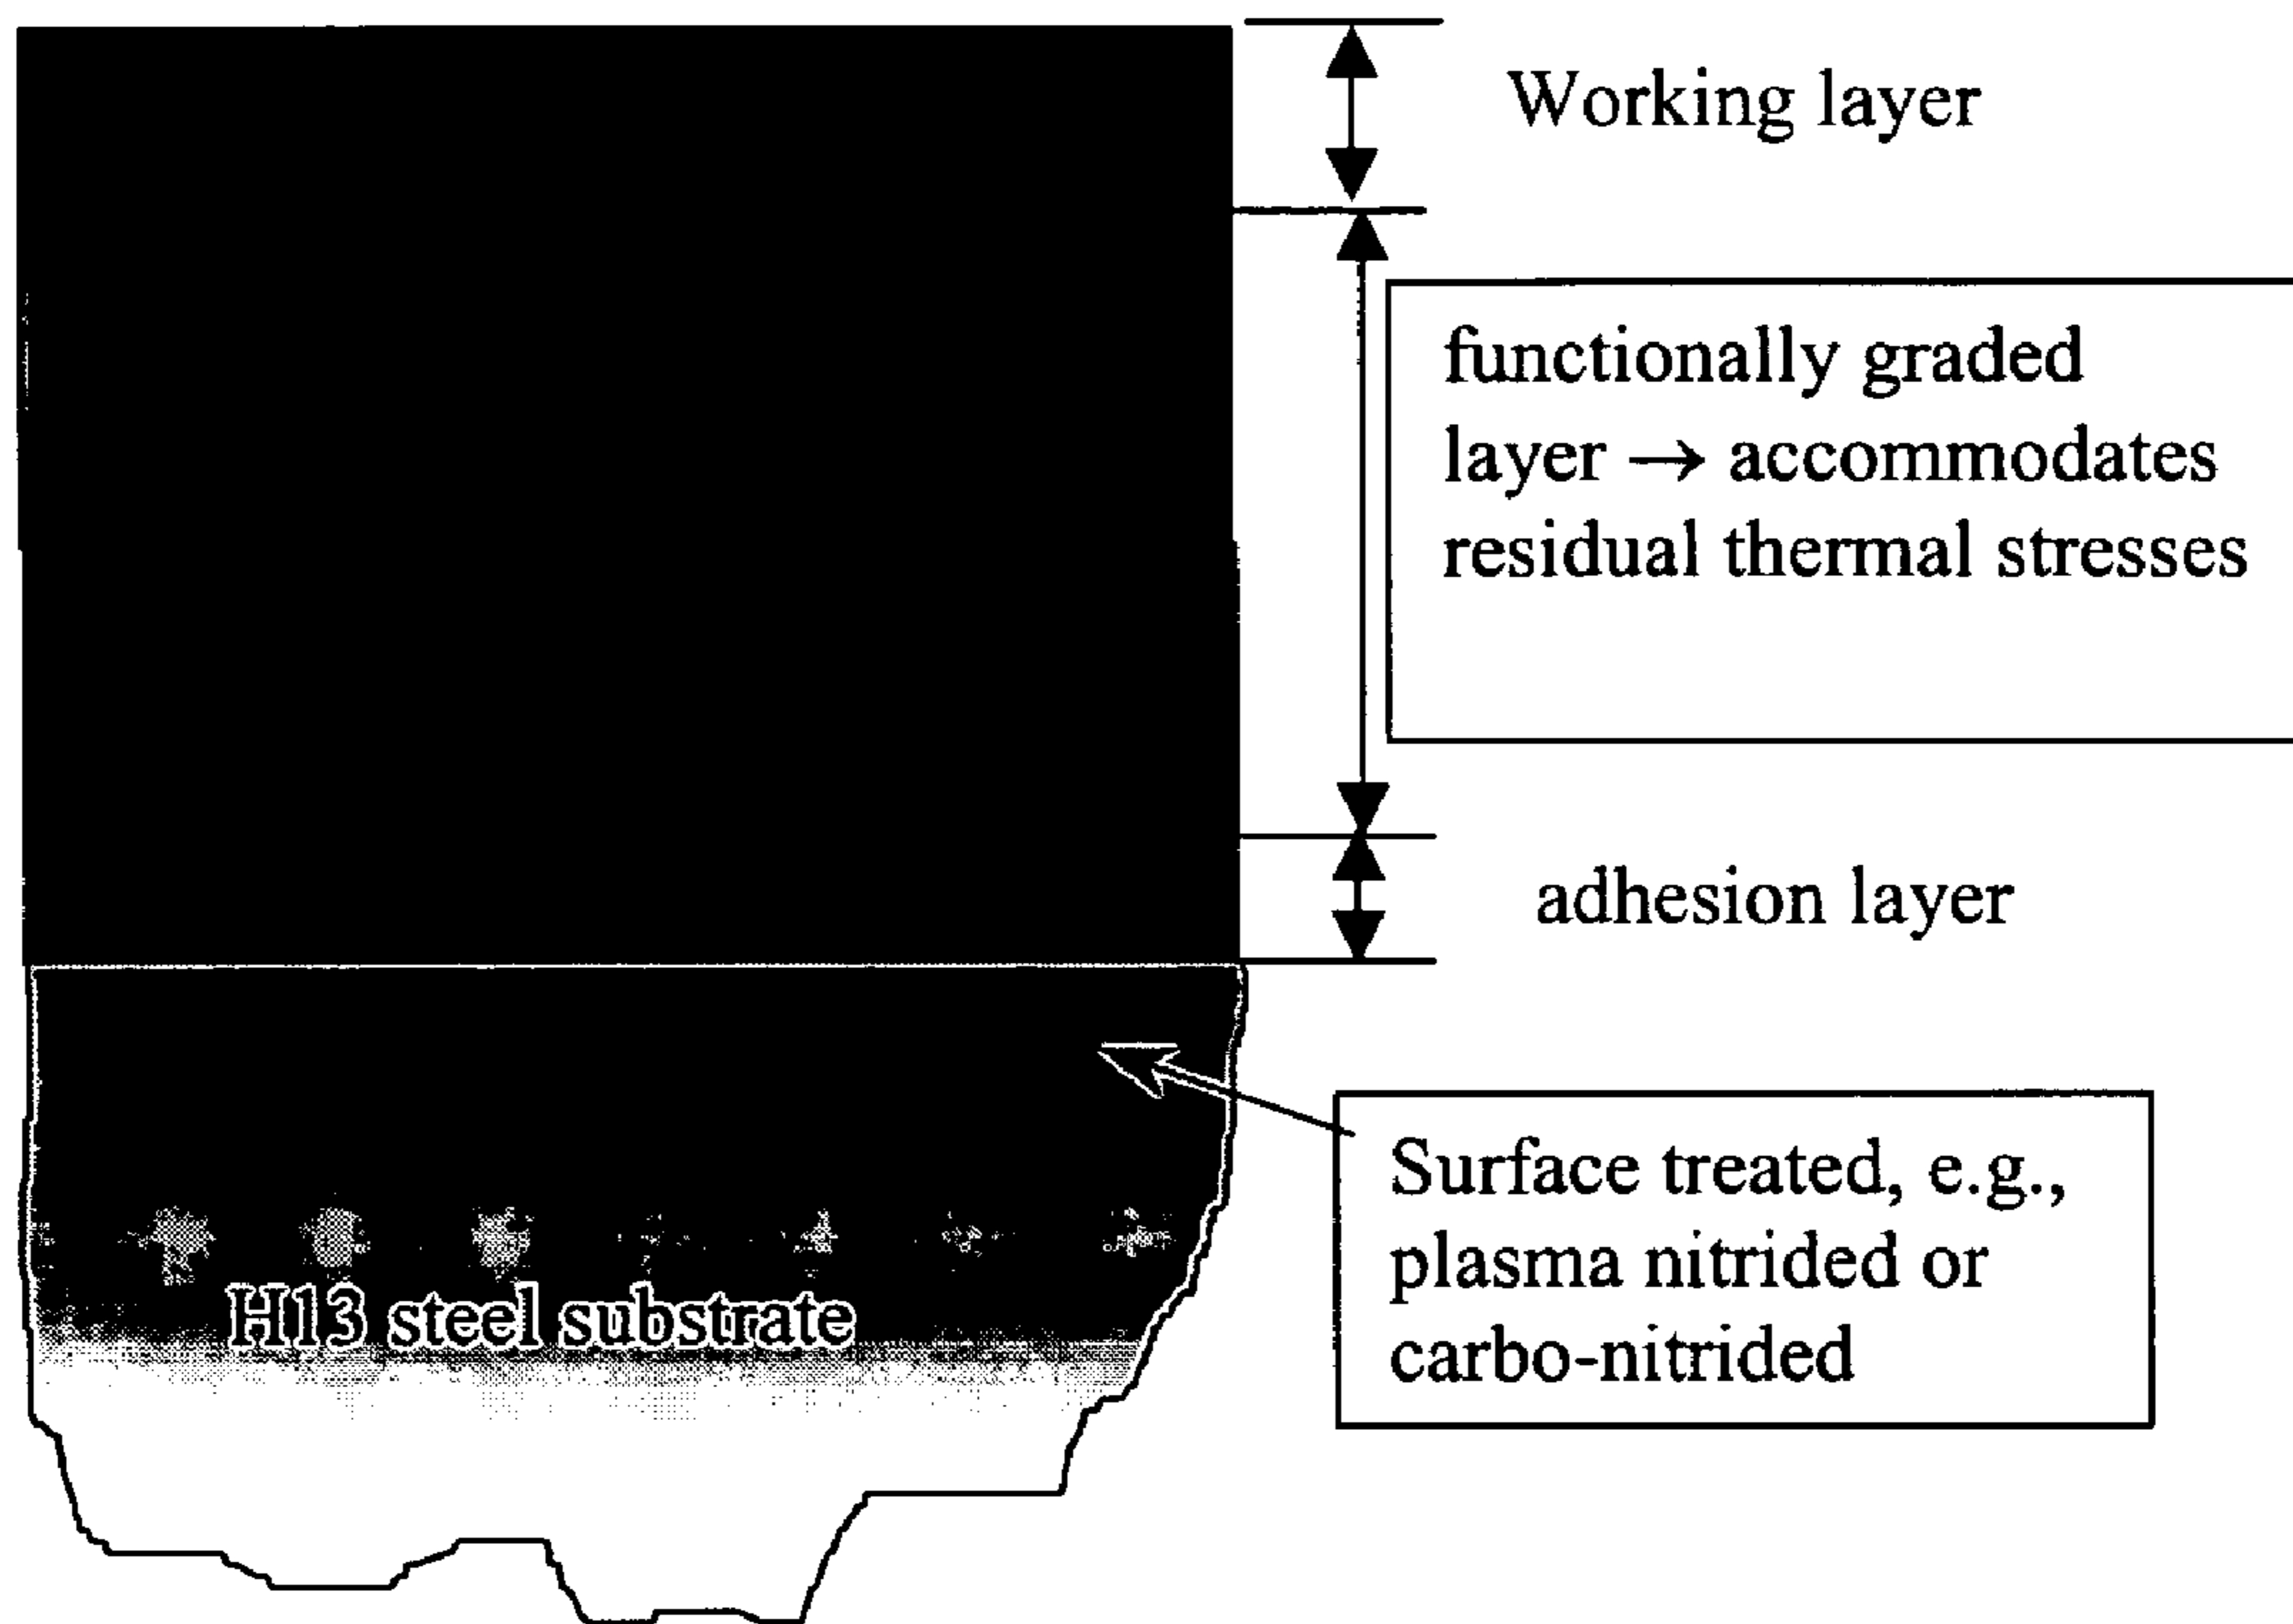 Working layer
functionally graded
layer → accommodates
residual thermal stresses
adhesion layer
Surface treated, e.g.,
plasma nitrided or
carbo-nitrided
H13 steel substrate